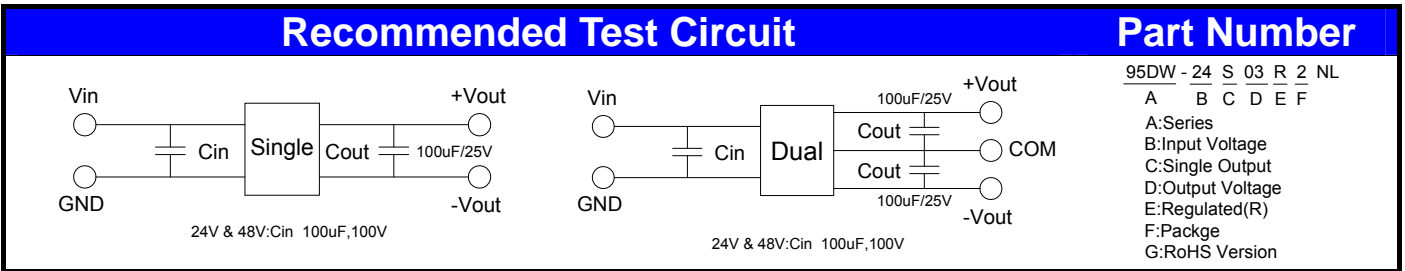 Recommended Test Circuit
Part Number
Vin
+Vout
Cin
Single
Cout
100uF/25V
GND
-Vout
24V & 48V:Cin 100uF,100V
Vin
100uF/25V
+Vout
Cout
Cin
Dual
COM
Cout
GND
100uF/25V
-Vout
24V & 48V:Cin 100uF,100V
95DW - 24 S 03 R 2 NL
A B C D E F
A:Series
B:Input Voltage
C:Single Output
D:Output Voltage
E:Regulated(R)
F:Packge
G:RoHS Version